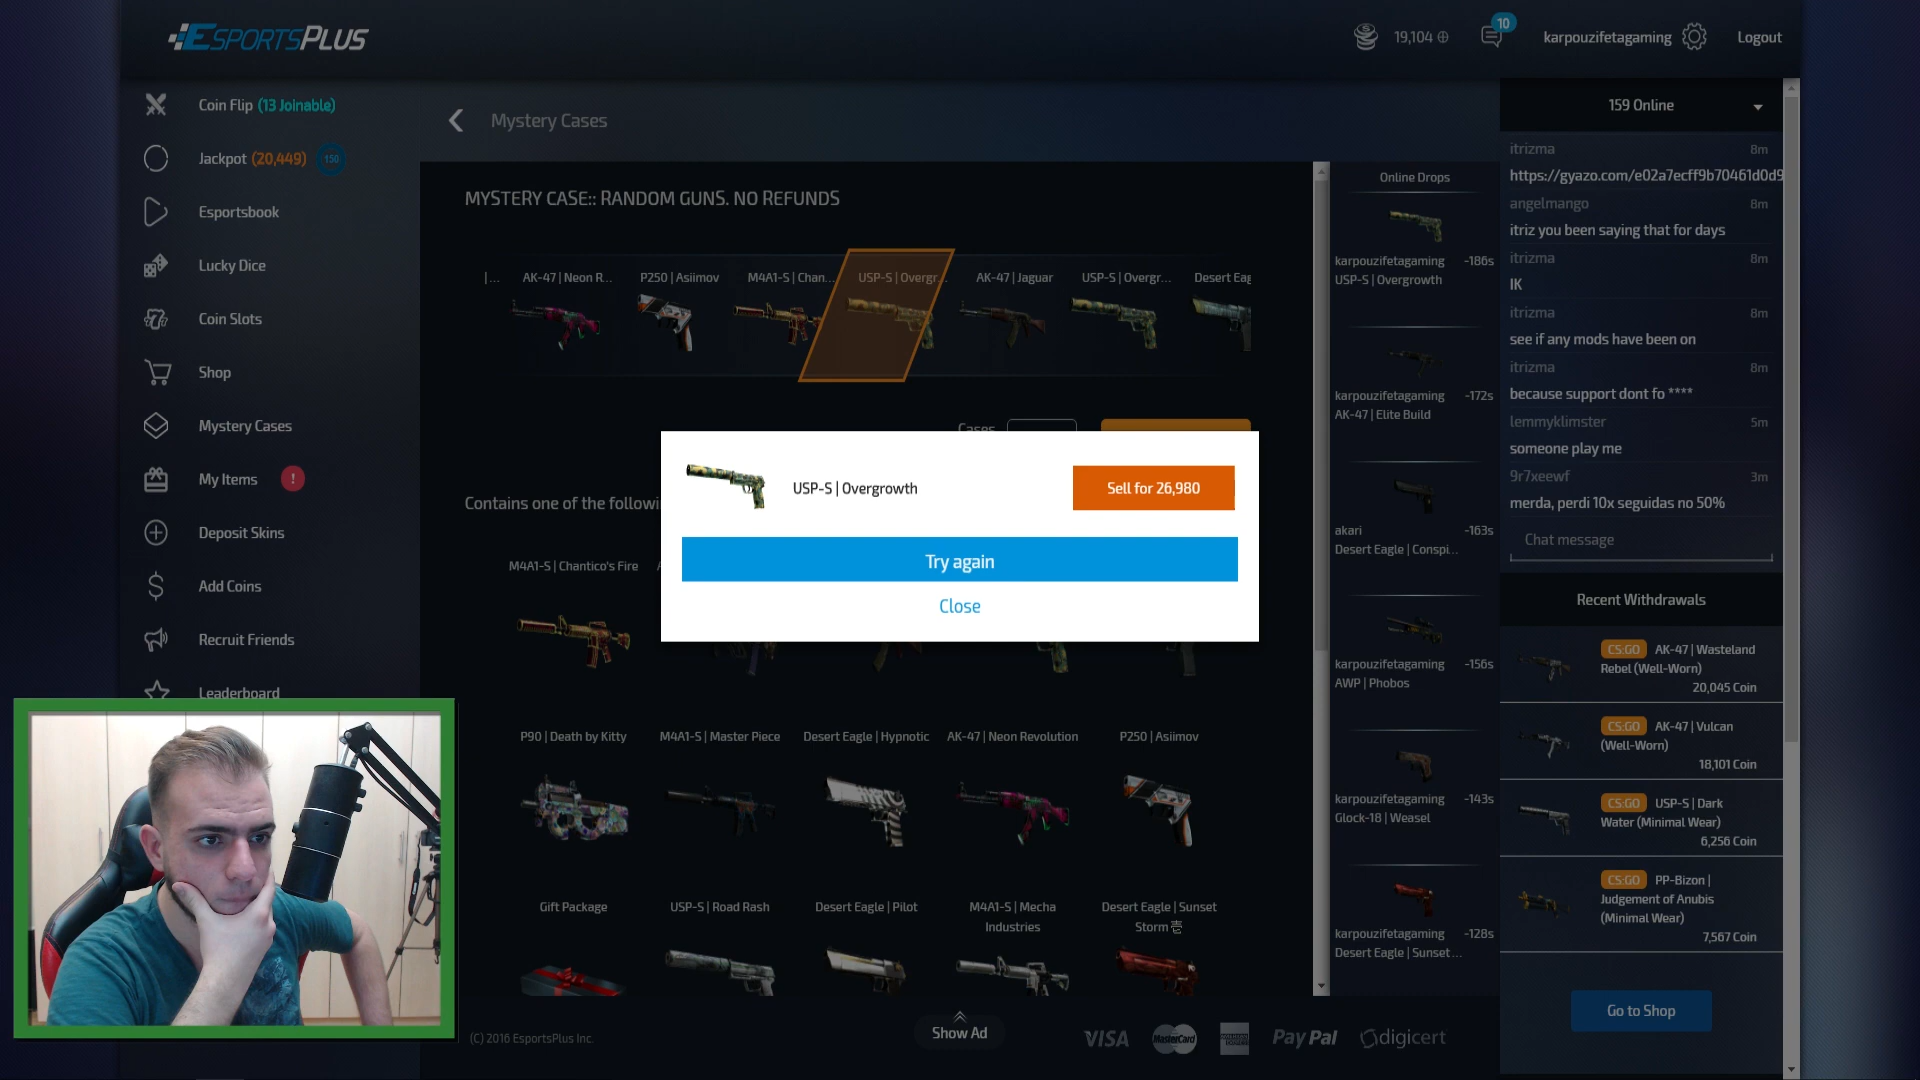 ESPORTSPLUS
19,104
10
karpouzifetagaming
Logout
Coin Flip (13 Joinable)
Jackpot (20,449) 150
Esportsbook
Lucky Dice
Coin Slots
Shop
Mystery Cases
My Items !
Deposit Skins
Add Coins
Recruit Friends
Leaderboard
Mystery Cases
MYSTERY CASE:: RANDOM GUNS. NO REFUNDS
|... AK-47 | Neon R... P250 | Asiimov M4A1-S | Chan... USP-S | Overgr... AK-47 | Jaguar USP-S | Overgr... Desert Eag
Cases
USP-S | Overgrowth
Sell for 26,980
Try again
Close
Contains one of the followi
M4A1-S | Chantico's Fire
P90 | Death by Kitty
M4A1-S | Master Piece
Desert Eagle | Hypnotic
AK-47 | Neon Revolution
P250 | Asiimov
Gift Package
USP-S | Road Rash
Desert Eagle | Pilot
M4A1-S | Mecha
Industries
Desert Eagle | Sunset
Storm 壱
Online Drops
karpouzifetagaming -186s
USP-S | Overgrowth
karpouzifetagaming -172s
AK-47 | Elite Build
akari -163s
Desert Eagle | Conspi...
karpouzifetagaming -156s
AWP | Phobos
karpouzifetagaming -143s
Glock-18 | Weasel
karpouzifetagaming -128s
Desert Eagle | Sunset ...
159 Online
itrizma 8m
https://gyazo.com/e02a7ecff9b70461d0d9
angelmango 8m
itriz you been saying that for days
itrizma 8m
IK
itrizma 8m
see if any mods have been on
itrizma 8m
because support dont fo ****
lemmyklimster 5m
someone play me
9r7xeewf 3m
merda, perdi 10x seguidas no 50%
Chat message
Recent Withdrawals
CS:GO AK-47 | Wasteland
Rebel (Well-Worn)
20,045 Coin
CS:GO AK-47 | Vulcan
(Well-Worn)
18,101 Coin
CS:GO USP-S | Dark
Water (Minimal Wear)
6,256 Coin
CS:GO PP-Bizon |
Judgement of Anubis
(Minimal Wear)
7,567 Coin
Go to Shop
(C) 2016 EsportsPlus Inc.
Show Ad
VISA
MasterCard
PayPal
digicert